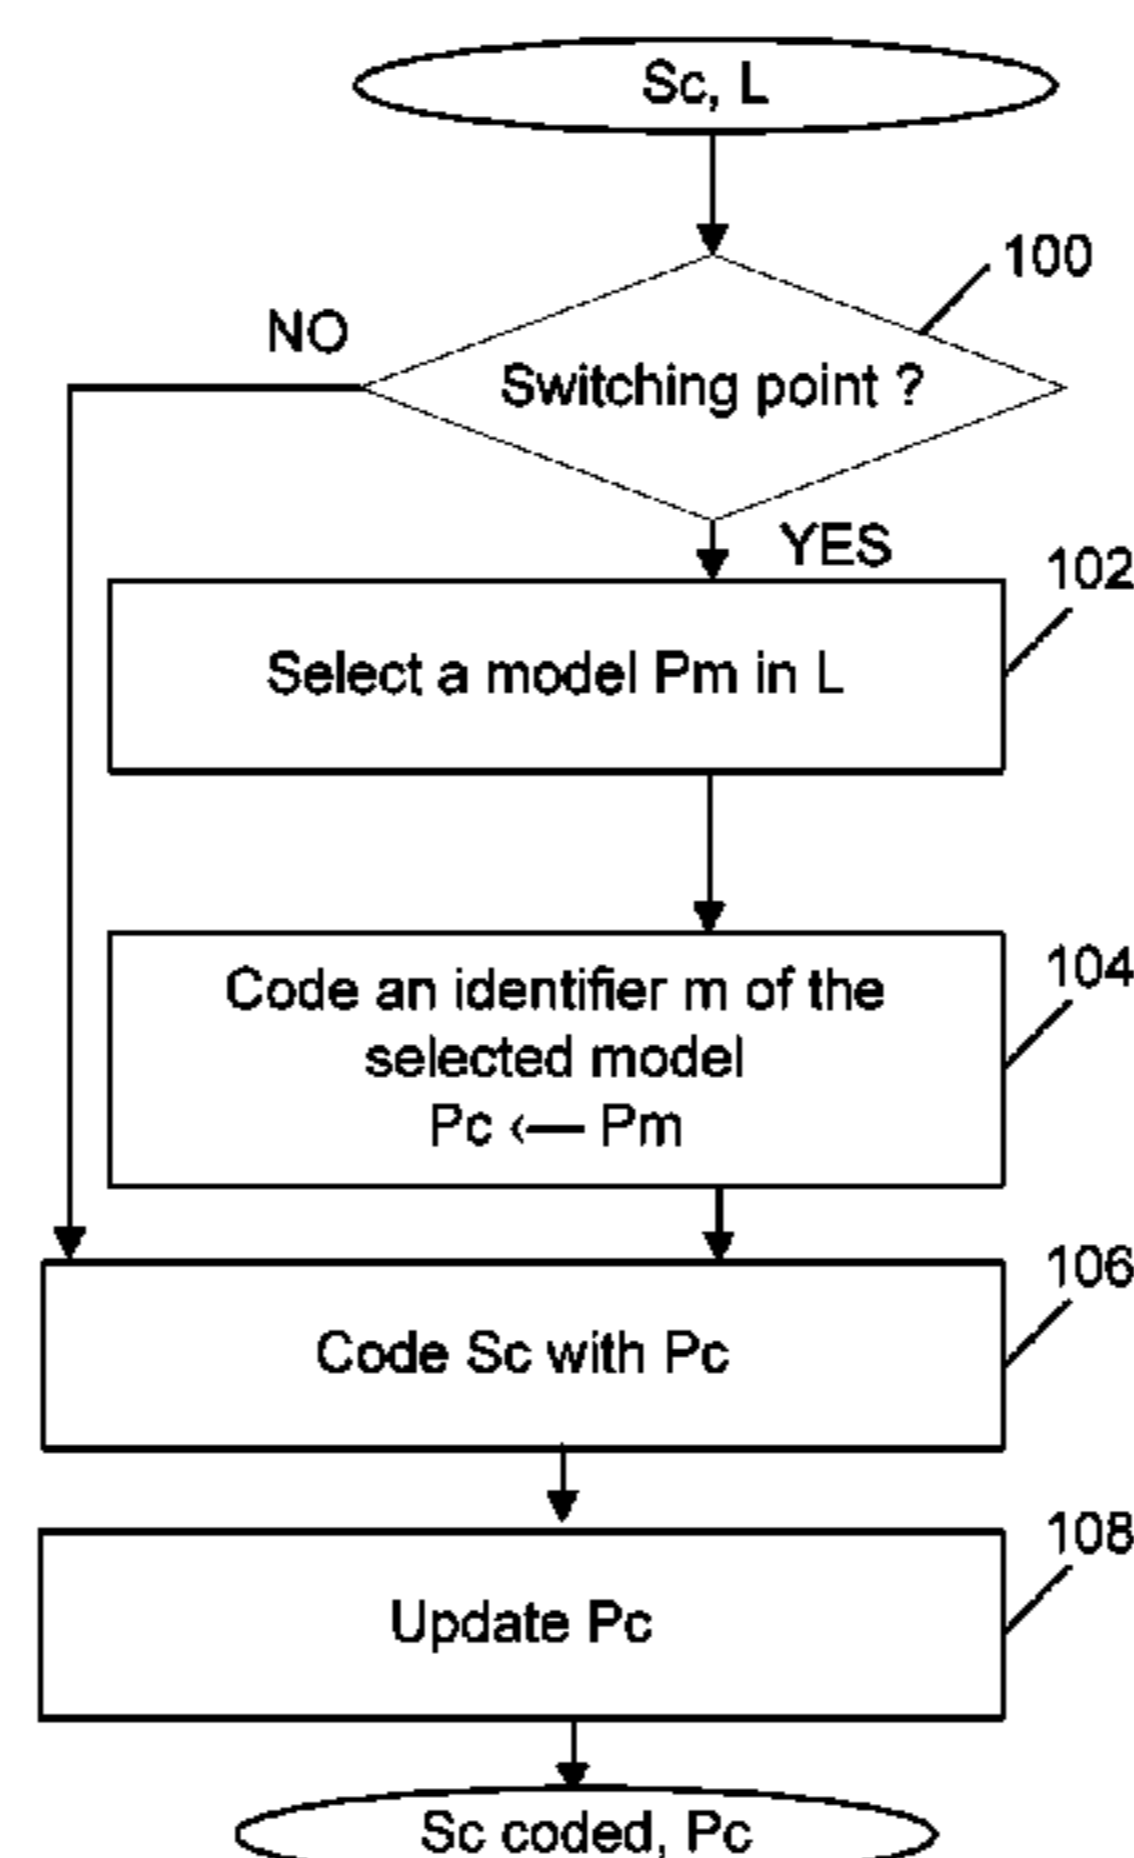 Sc, L
100
NO
Switching point ?
YES
102
Select a model Pm in L
104
Code an identifier m of the
selected model
Pc ‹— Pm
106
Code Sc with Pc
108
Update Pc
Sc coded, Pc